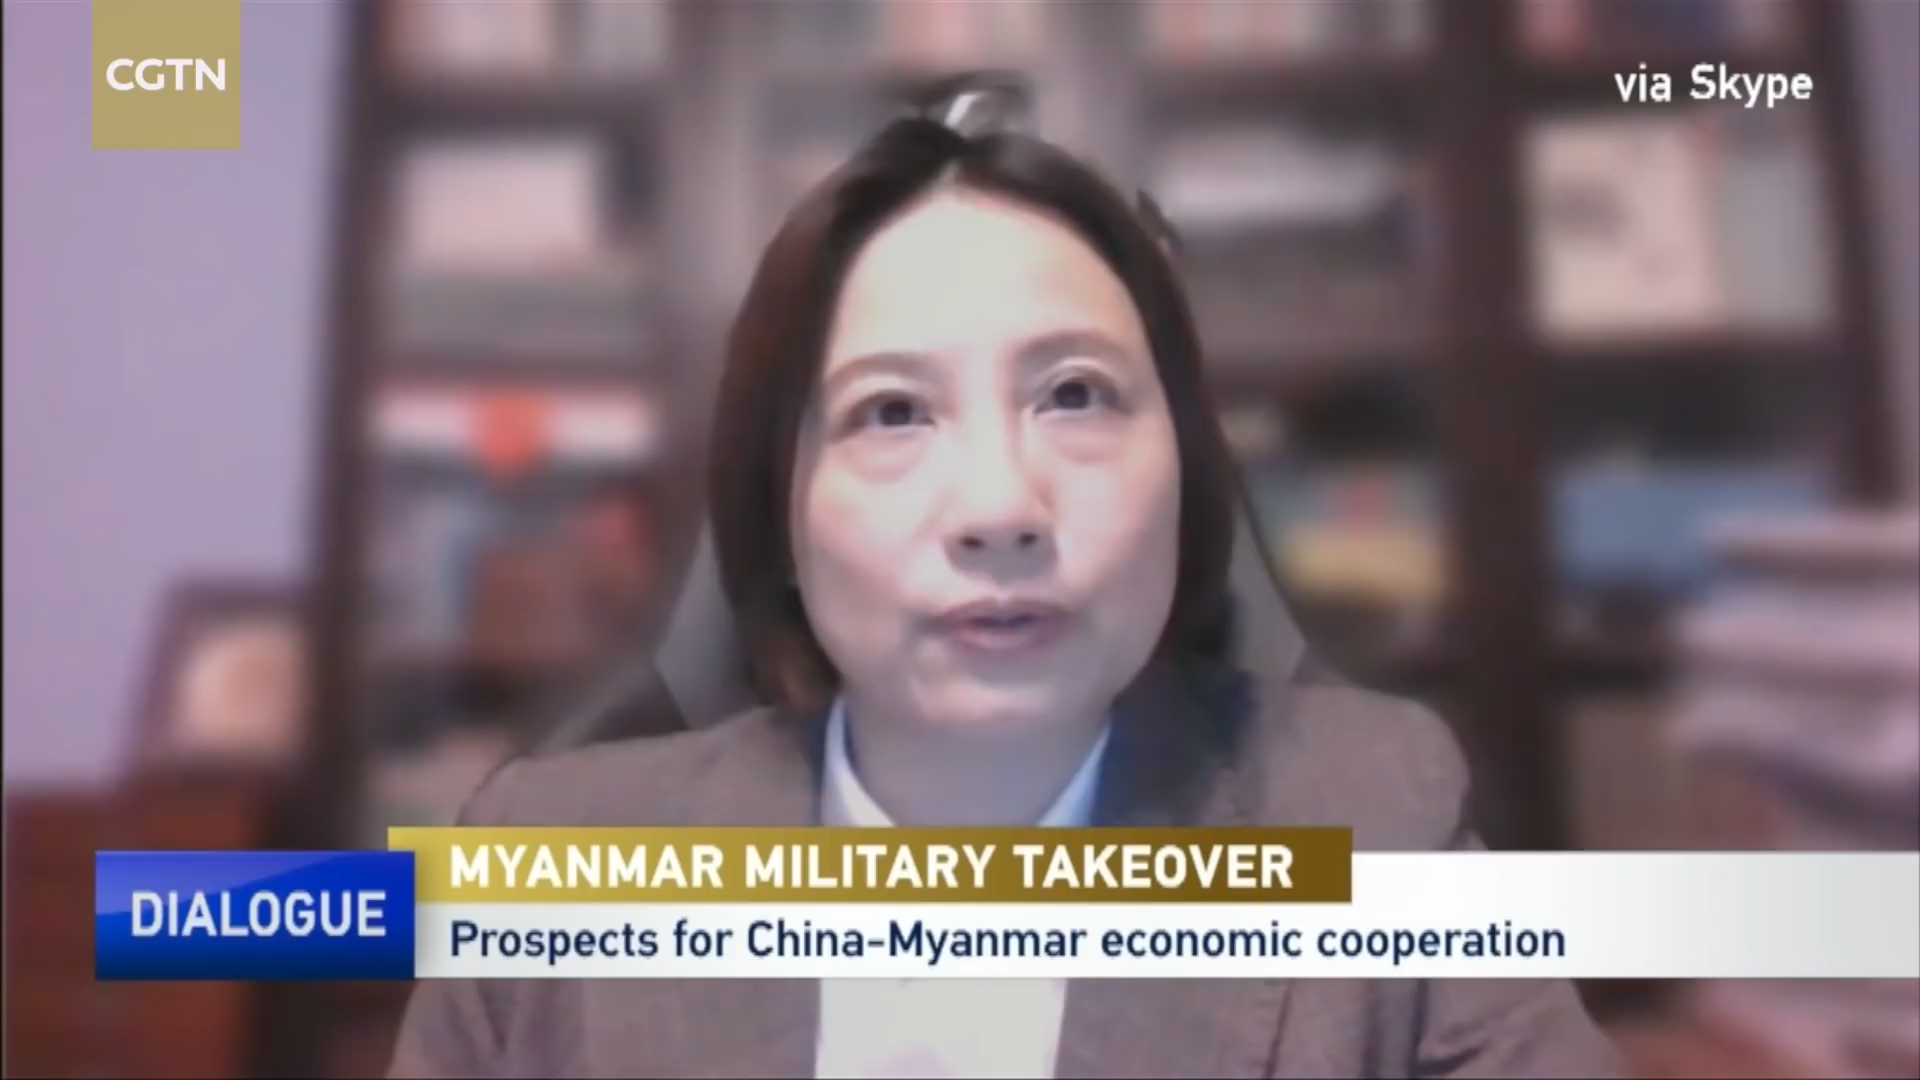 CGTN
via Skype
MYANMAR MILITARY TAKEOVER
DIALOGUE
Prospects for China-Myanmar economic cooperation